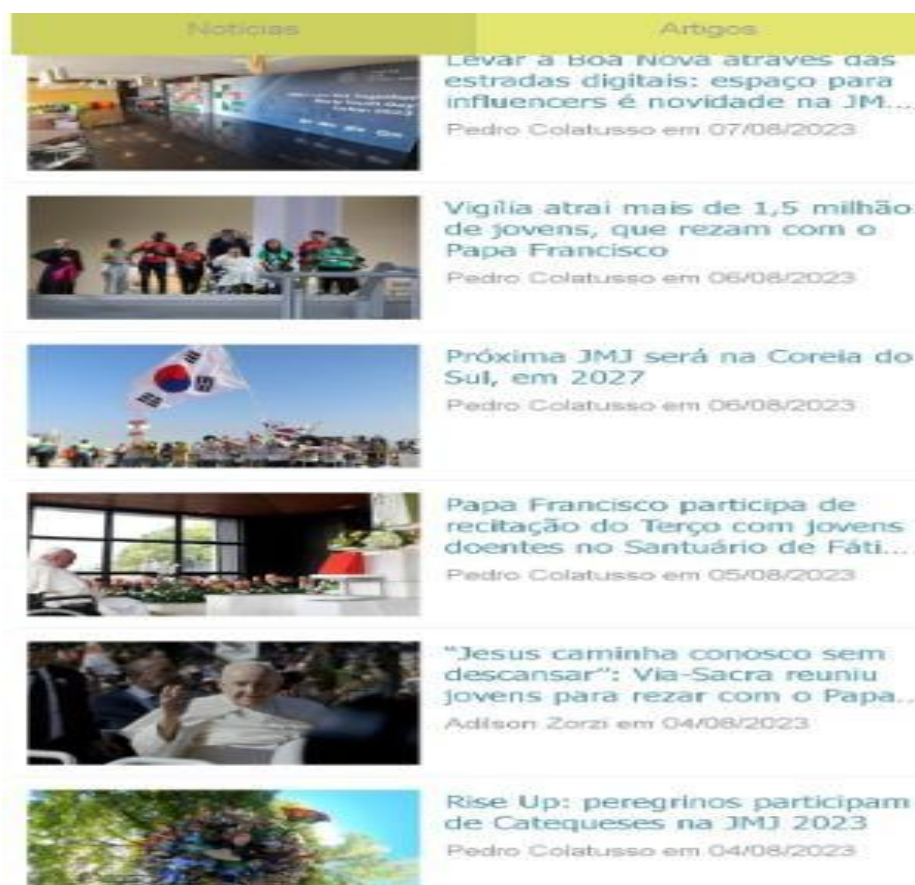 Notícias
Artigos
Levar a Boa Nova através das
estradas digitais: espaço para
influencers é novidade na JM...
Pedro Colatusso em 07/08/2023
Vigília atrai mais de 1,5 milhão
de jovens, que rezam com o
Papa Francisco
Pedro Colatusso em 06/08/2023
Próxima JMJ será na Coreia do
Sul, em 2027
Pedro Colatusso em 06/08/2023
Papa Francisco participa de
recitação do Terço com jovens
doentes no Santuário de Fáti...
Pedro Colatusso em 05/08/2023
"Jesus caminha conosco sem
descansar": Via-Sacra reuniu
jovens para rezar com o Papa...
Adilson Zorzi em 04/08/2023
Rise Up: peregrinos participam
de Catequeses na JMJ 2023
Pedro Colatusso em 04/08/2023